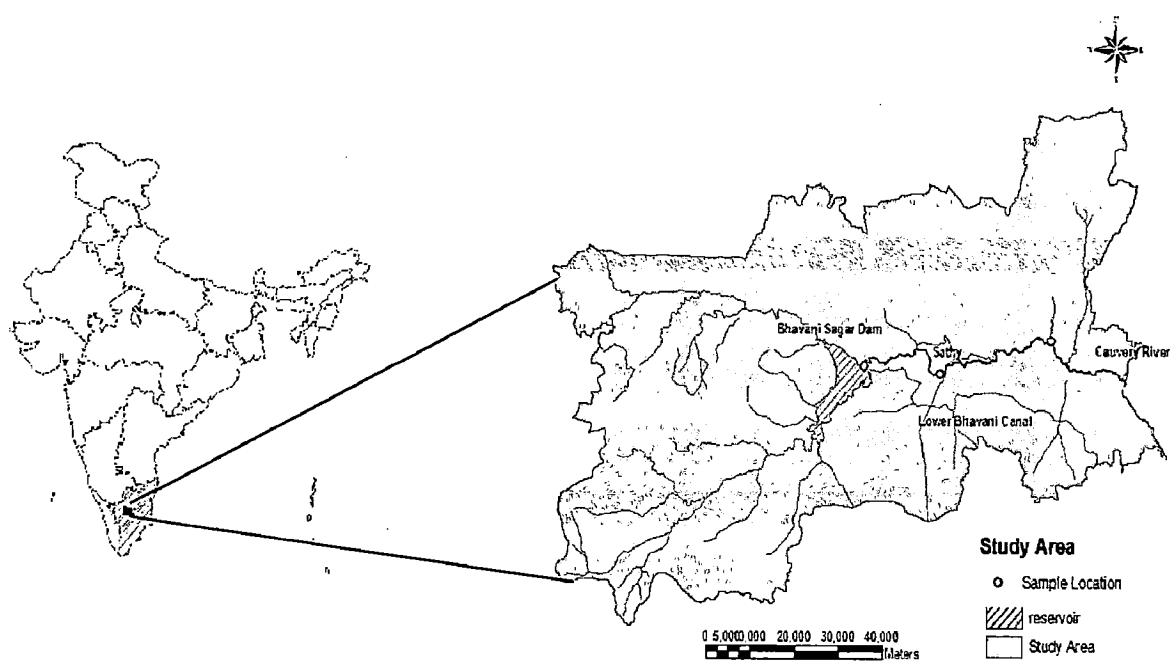 Bhavani Sagar Dam
Sathy
Cauvery River
Lower Bhavani Canal
Study Area
Sample Location
reservoir
Study Area
0 5,000 0,000 20,000 30,000 40,000
Meters